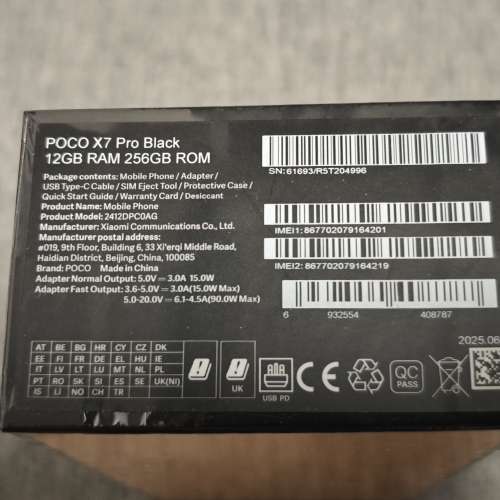 POCO X7 Pro Black
12GB RAM 256GB ROM
Package contents: Mobile Phone / Adapter /
USB Type-C Cable / SIM Eject Tool / Protective Case /
Quick Start Guide / Warranty Card / Desiccant
Product Name: Mobile Phone
Product Model: 2412DPC0AG
Manufacturer: Xiaomi Communications Co., Ltd.
Manufacturer postal address:
#019, 9th Floor, Building 6, 33 Xi'erqi Middle Road,
Haidian District, Beijing, China, 100085
Brand: POCO Made in China
Adapter Normal Output: 5.0V⎓3.0A 15.0W
Adapter Fast Output: 3.6-5.0V⎓3.0A(15.0W Max)
5.0-20.0V⎓6.1-4.5A(90.0W Max)
SN:61693/R5T204996
IMEI1: 867702079164201
IMEI2: 867702079164219
6 932554 408787
2025.06
AT BE BG HR CY CZ DK
EE FI FR DE EL HU IE
IT LV LT LU MT NL PL
PT RO SK SI ES SE UK(NI)
IS LI NO CH TR
UK
USB PD
CE
QC
PASS